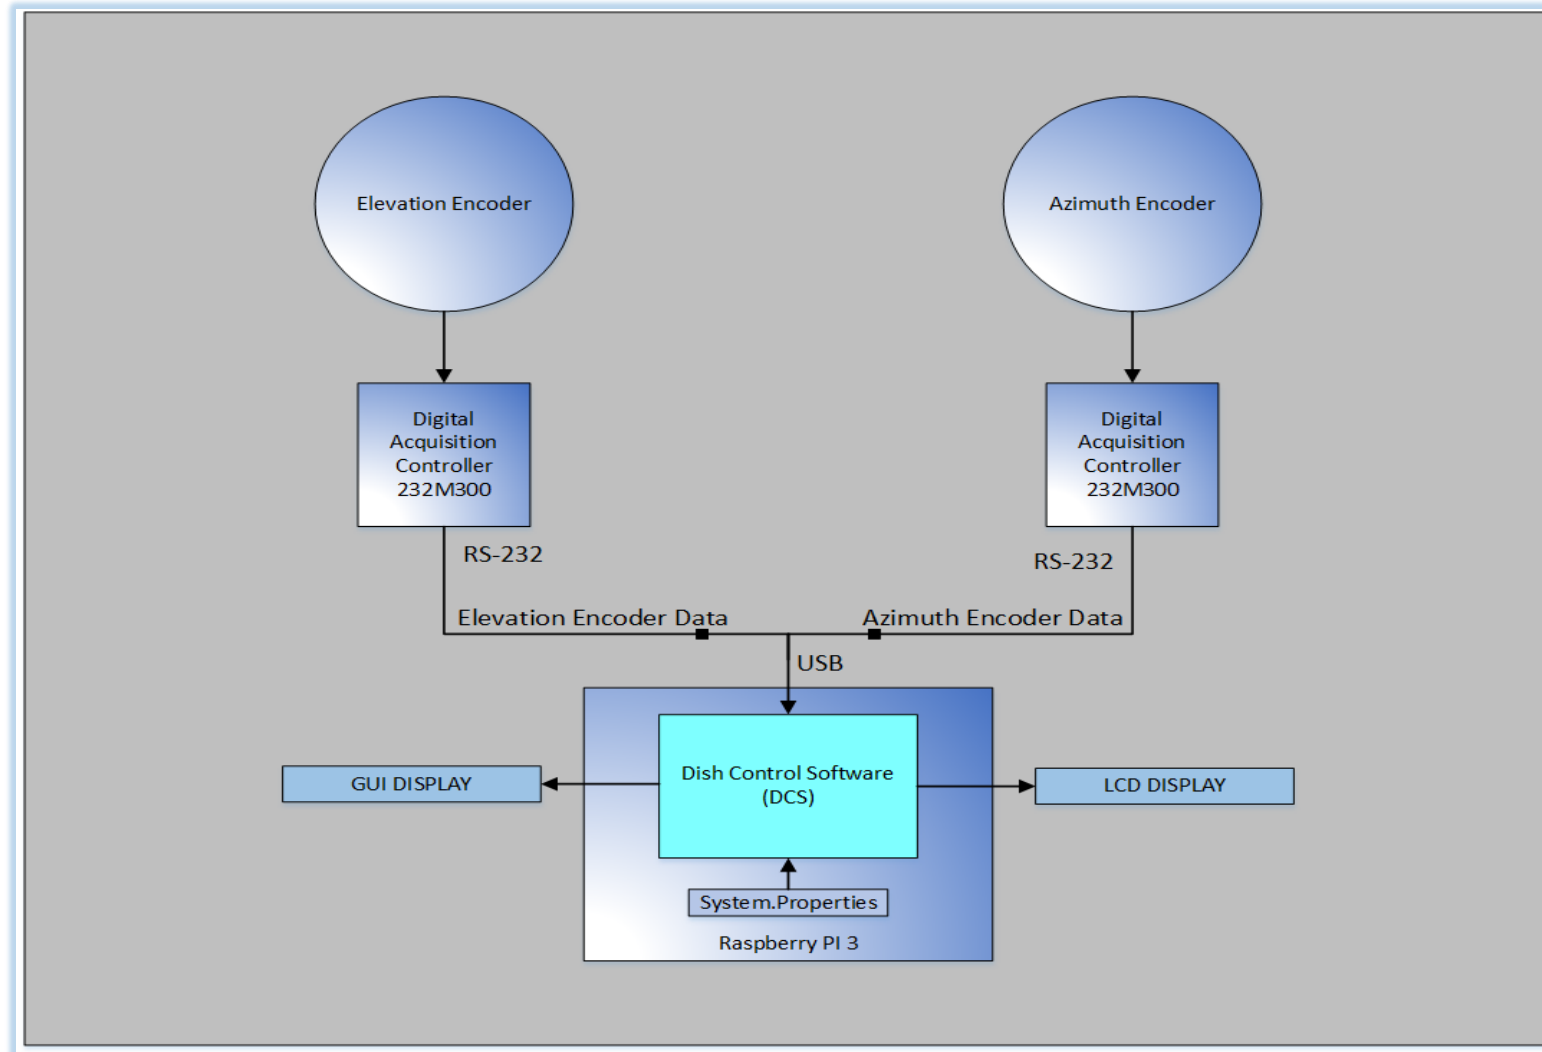 Elevation Encoder
Azimuth Encoder
Digital
Acquisition
Controller
232M300
Digital
Acquisition
Controller
232M300
RS-232
RS-232
Elevation Encoder Data
Azimuth Encoder Data
USB
Dish Control Software
(DCS)
GUI DISPLAY
LCD DISPLAY
System.Properties
Raspberry PI 3